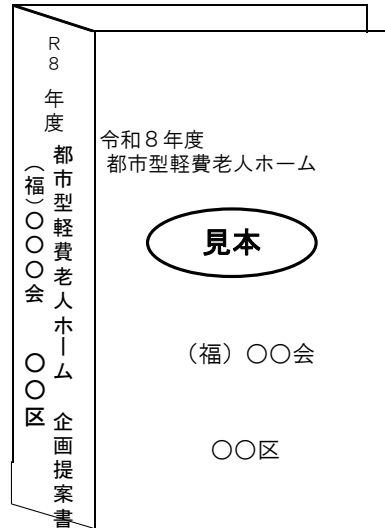 R8年度
都市型軽費老人ホーム　企画提案書
（福）〇〇〇会　〇〇区
令和８年度
都市型軽費老人ホーム
見本
（福）〇〇会
〇〇区